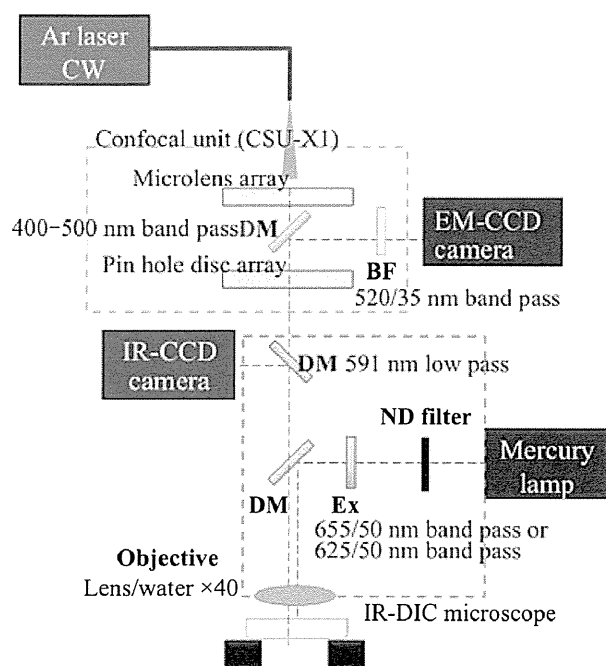 Ar laser
CW
Confocal unit (CSU-X1)
Microlens array
400−500 nm band passDM
EM-CCD
camera
Pin hole disc array
BF
520/35 nm band pass
IR-CCD
camera
DM 591 nm low pass
ND filter
Mercury
lamp
DM
Ex
655/50 nm band pass or
625/50 nm band pass
Objective
Lens/water ×40
IR-DIC microscope